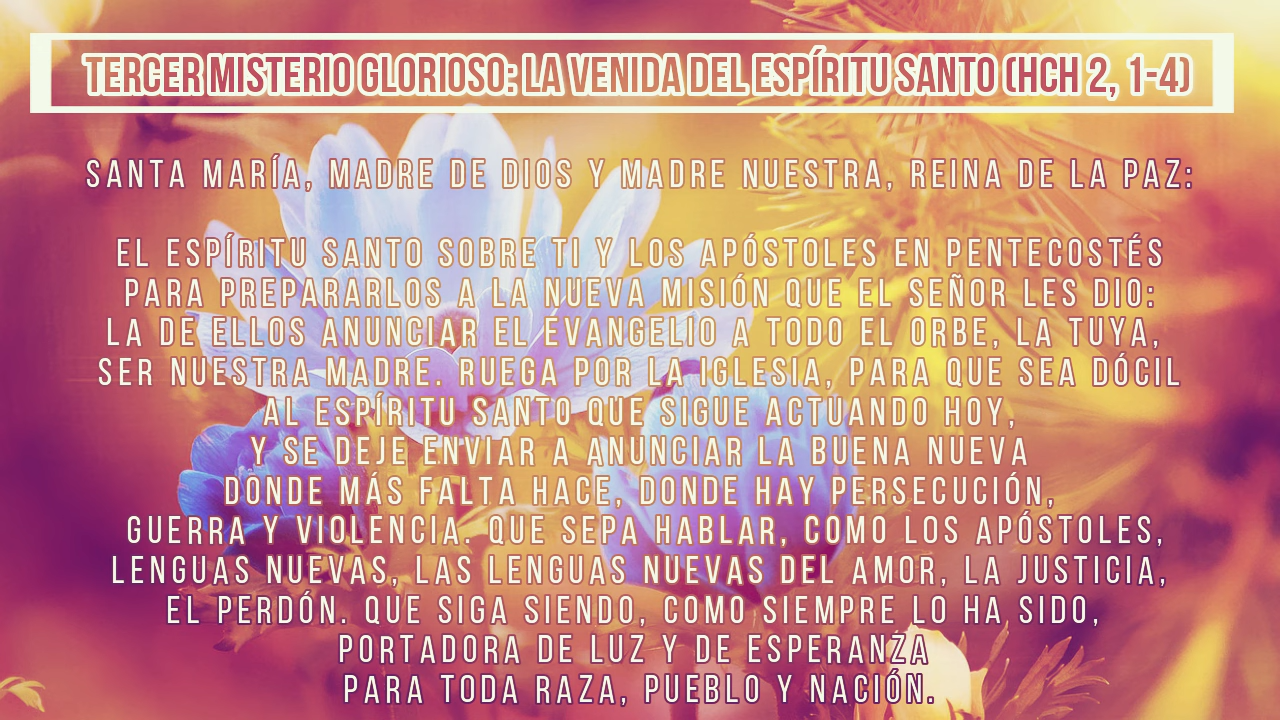 TERCER MISTERIO GLORIOSO: LA VENIDA DEL ESPÍRITU SANTO (HCH 2, 1-4)
SANTA MARÍA, MADRE DE DIOS Y MADRE NUESTRA, REINA DE LA PAZ:
EL ESPÍRITU SANTO SOBRE TI Y LOS APÓSTOLES EN PENTECOSTÉS
PARA PREPARARLOS A LA NUEVA MISIÓN QUE EL SEÑOR LES DIO:
LA DE ELLOS ANUNCIAR EL EVANGELIO A TODO EL ORBE, LA TUYA,
SER NUESTRA MADRE. RUEGA POR LA IGLESIA, PARA QUE SEA DÓCIL
AL ESPÍRITU SANTO QUE SIGUE ACTUANDO HOY,
Y SE DEJE ENVIAR A ANUNCIAR LA BUENA NUEVA
DONDE MÁS FALTA HACE, DONDE HAY PERSECUCIÓN,
GUERRA Y VIOLENCIA. QUE SEPA HABLAR, COMO LOS APÓSTOLES,
LENGUAS NUEVAS, LAS LENGUAS NUEVAS DEL AMOR, LA JUSTICIA,
EL PERDÓN. QUE SIGA SIENDO, COMO SIEMPRE LO HA SIDO,
PORTADORA DE LUZ Y DE ESPERANZA
PARA TODA RAZA, PUEBLO Y NACIÓN.